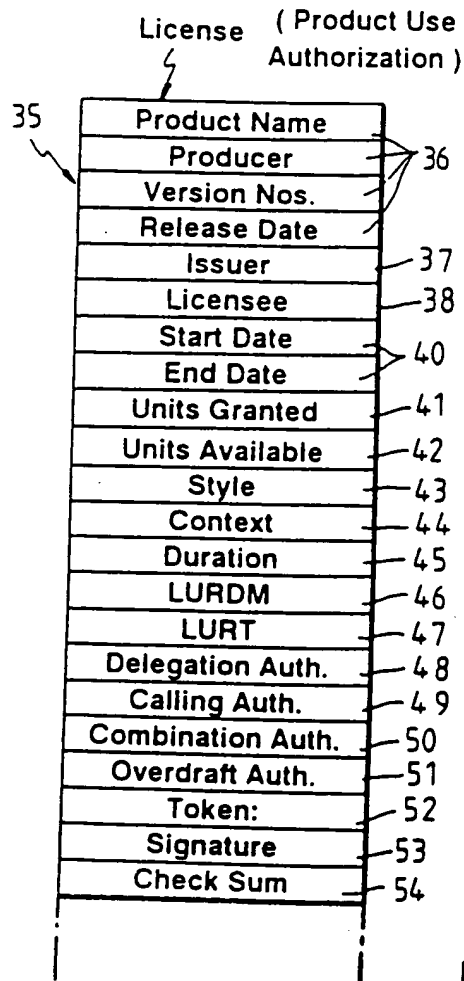 License ( Product Use
Authorization )
35
Product Name
Producer 36
Version Nos.
Release Date
Issuer 37
Licensee 38
Start Date
40
End Date
Units Granted 41
Units Available 42
Style 43
Context 44
Duration 45
LURDM 46
LURT 47
Delegation Auth. 48
Calling Auth. 49
Combination Auth. 50
Overdraft Auth. 51
Token: 52
Signature 53
Check Sum 54